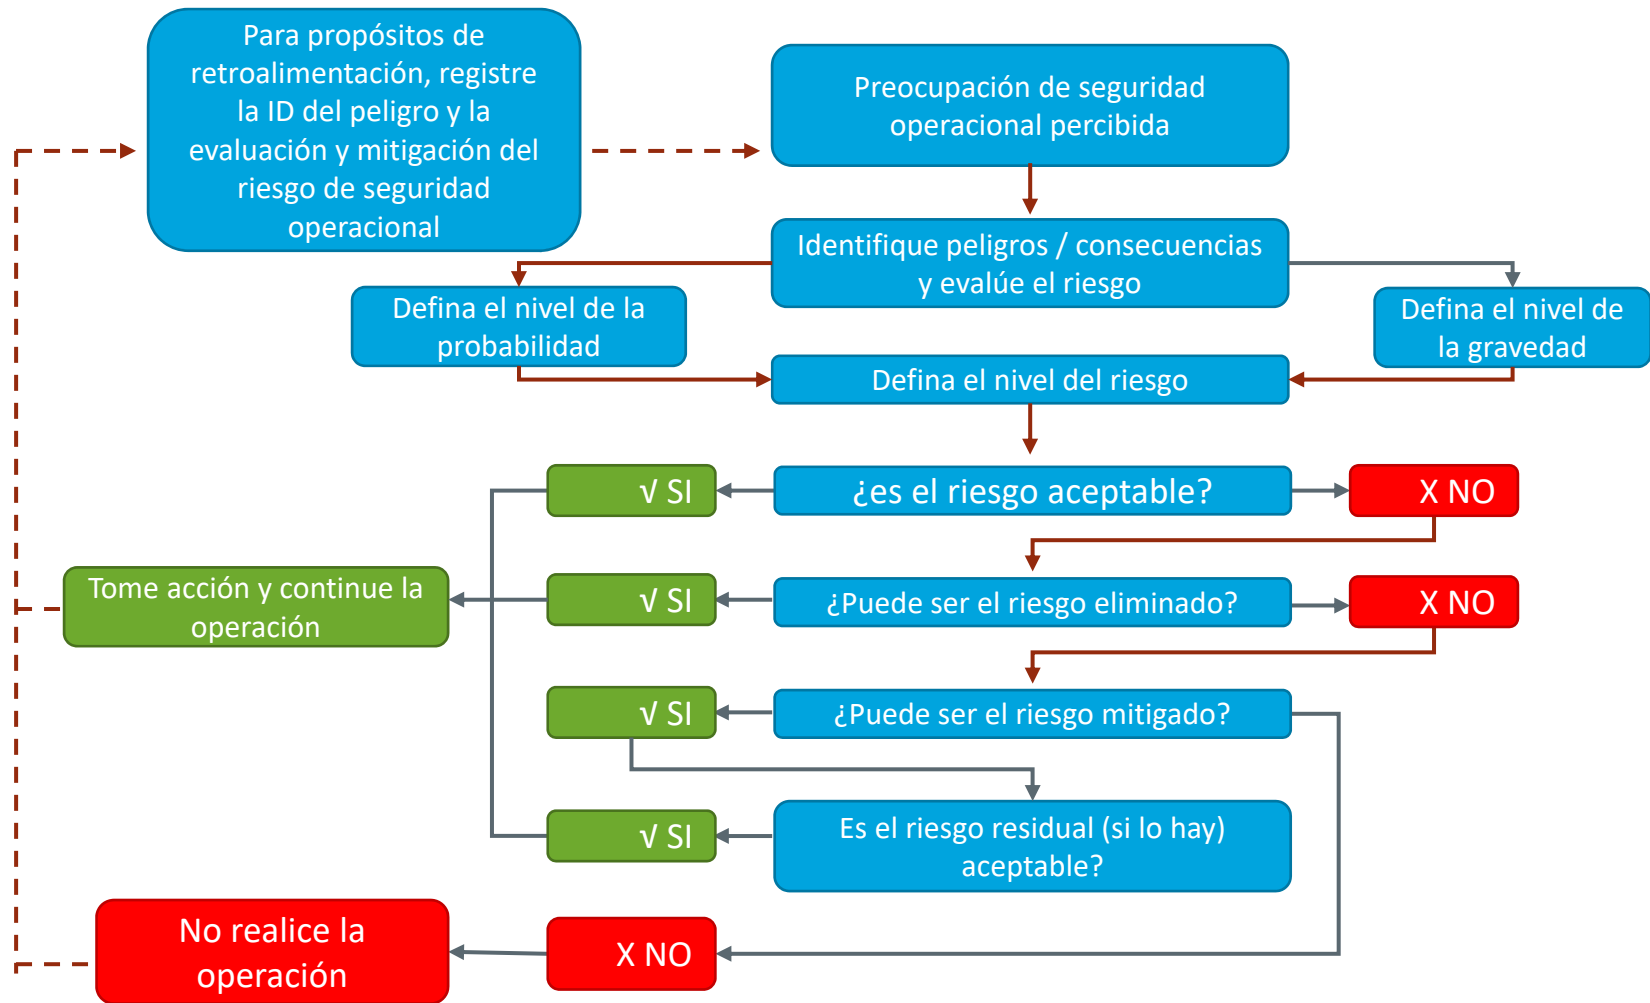 Para propósitos de
retroalimentación, registre
la ID del peligro y la
evaluación y mitigación del
riesgo de seguridad
operacional
Preocupación de seguridad
operacional percibida
Identifique peligros / consecuencias
y evalúe el riesgo
Defina el nivel de la
probabilidad
Defina el nivel de
la gravedad
Defina el nivel del riesgo
√ SI
¿es el riesgo aceptable?
X NO
Tome acción y continue la
operación
√ SI
¿Puede ser el riesgo eliminado?
X NO
√ SI
¿Puede ser el riesgo mitigado?
√ SI
Es el riesgo residual (si lo hay)
aceptable?
No realice la
operación
X NO